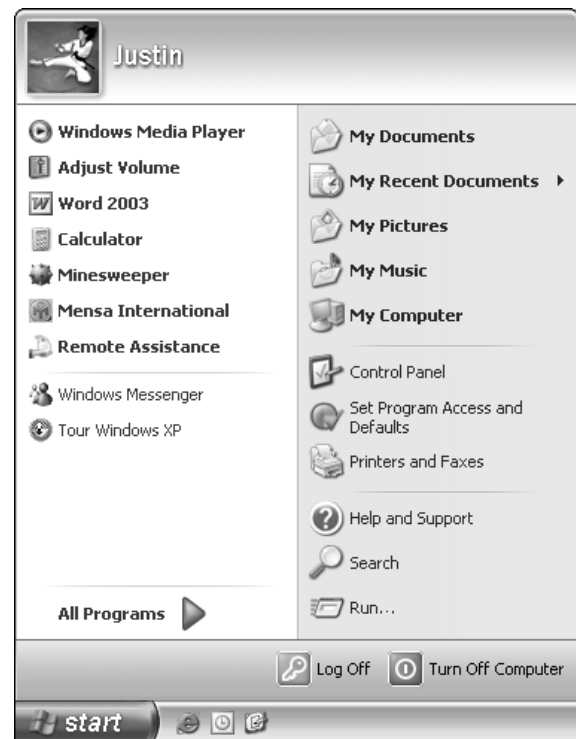 Justin
Windows Media Player
Adjust Volume
Word 2003
Calculator
Minesweeper
Mensa International
Remote Assistance
Windows Messenger
Tour Windows XP
All Programs
My Documents
My Recent Documents
My Pictures
My Music
My Computer
Control Panel
Set Program Access and
Defaults
Printers and Faxes
Help and Support
Search
Run...
Log Off
Turn Off Computer
start